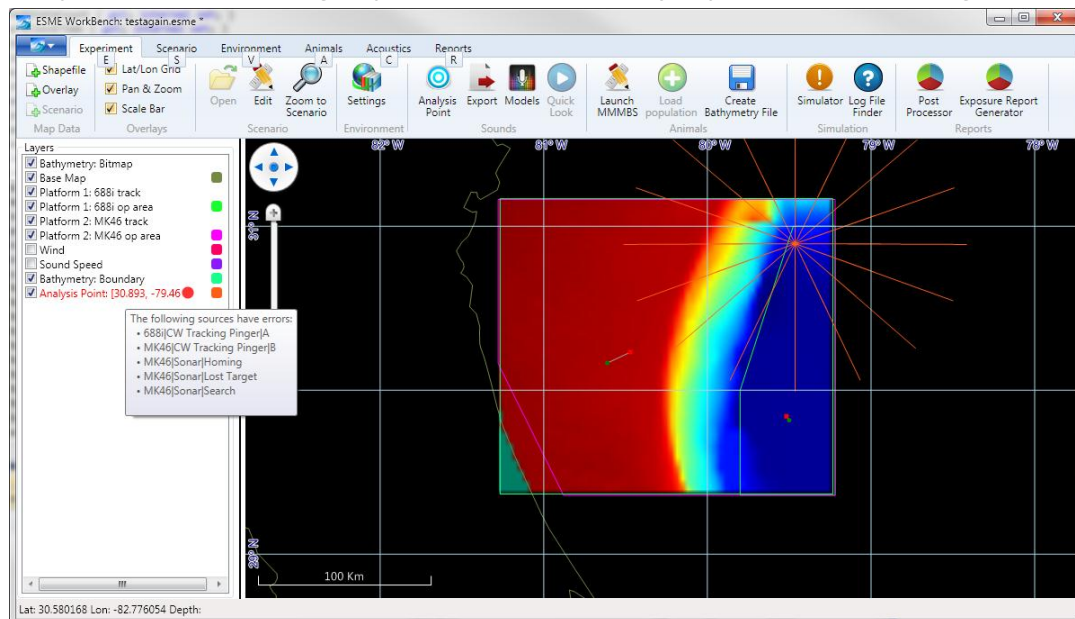 ESME WorkBench: testagain.esme *
Experiment Scenario Environment Animals Acoustics Reports
E S V A C R
Shapefile
Overlay
Scenario
Map Data
Lat/Lon Grid
Pan & Zoom
Scale Bar
Overlays
Open
Edit
Zoom to
Scenario
Scenario
Settings
Environment
Analysis
Point
Export
Models
Quick
Look
Sounds
Launch
MMMBS
Load
population
Create
Bathymetry File
Animals
Simulator
Log File
Finder
Simulation
Post
Processor
Exposure Report
Generator
Reports
Layers
Bathymetry: Bitmap
Base Map
Platform 1: 688i track
Platform 1: 688i op area
Platform 2: MK46 track
Platform 2: MK46 op area
Wind
Sound Speed
Bathymetry: Boundary
Analysis Point: [30.893, -79.46
The following sources have errors:
• 688i|CW Tracking Pinger|A
• MK46|CW Tracking Pinger|B
• MK46|Sonar|Homing
• MK46|Sonar|Lost Target
• MK46|Sonar|Search
82° W 81° W 80° W 79° W 78° W
31° N
29° N
100 Km
Lat: 30.580168 Lon: -82.776054 Depth: